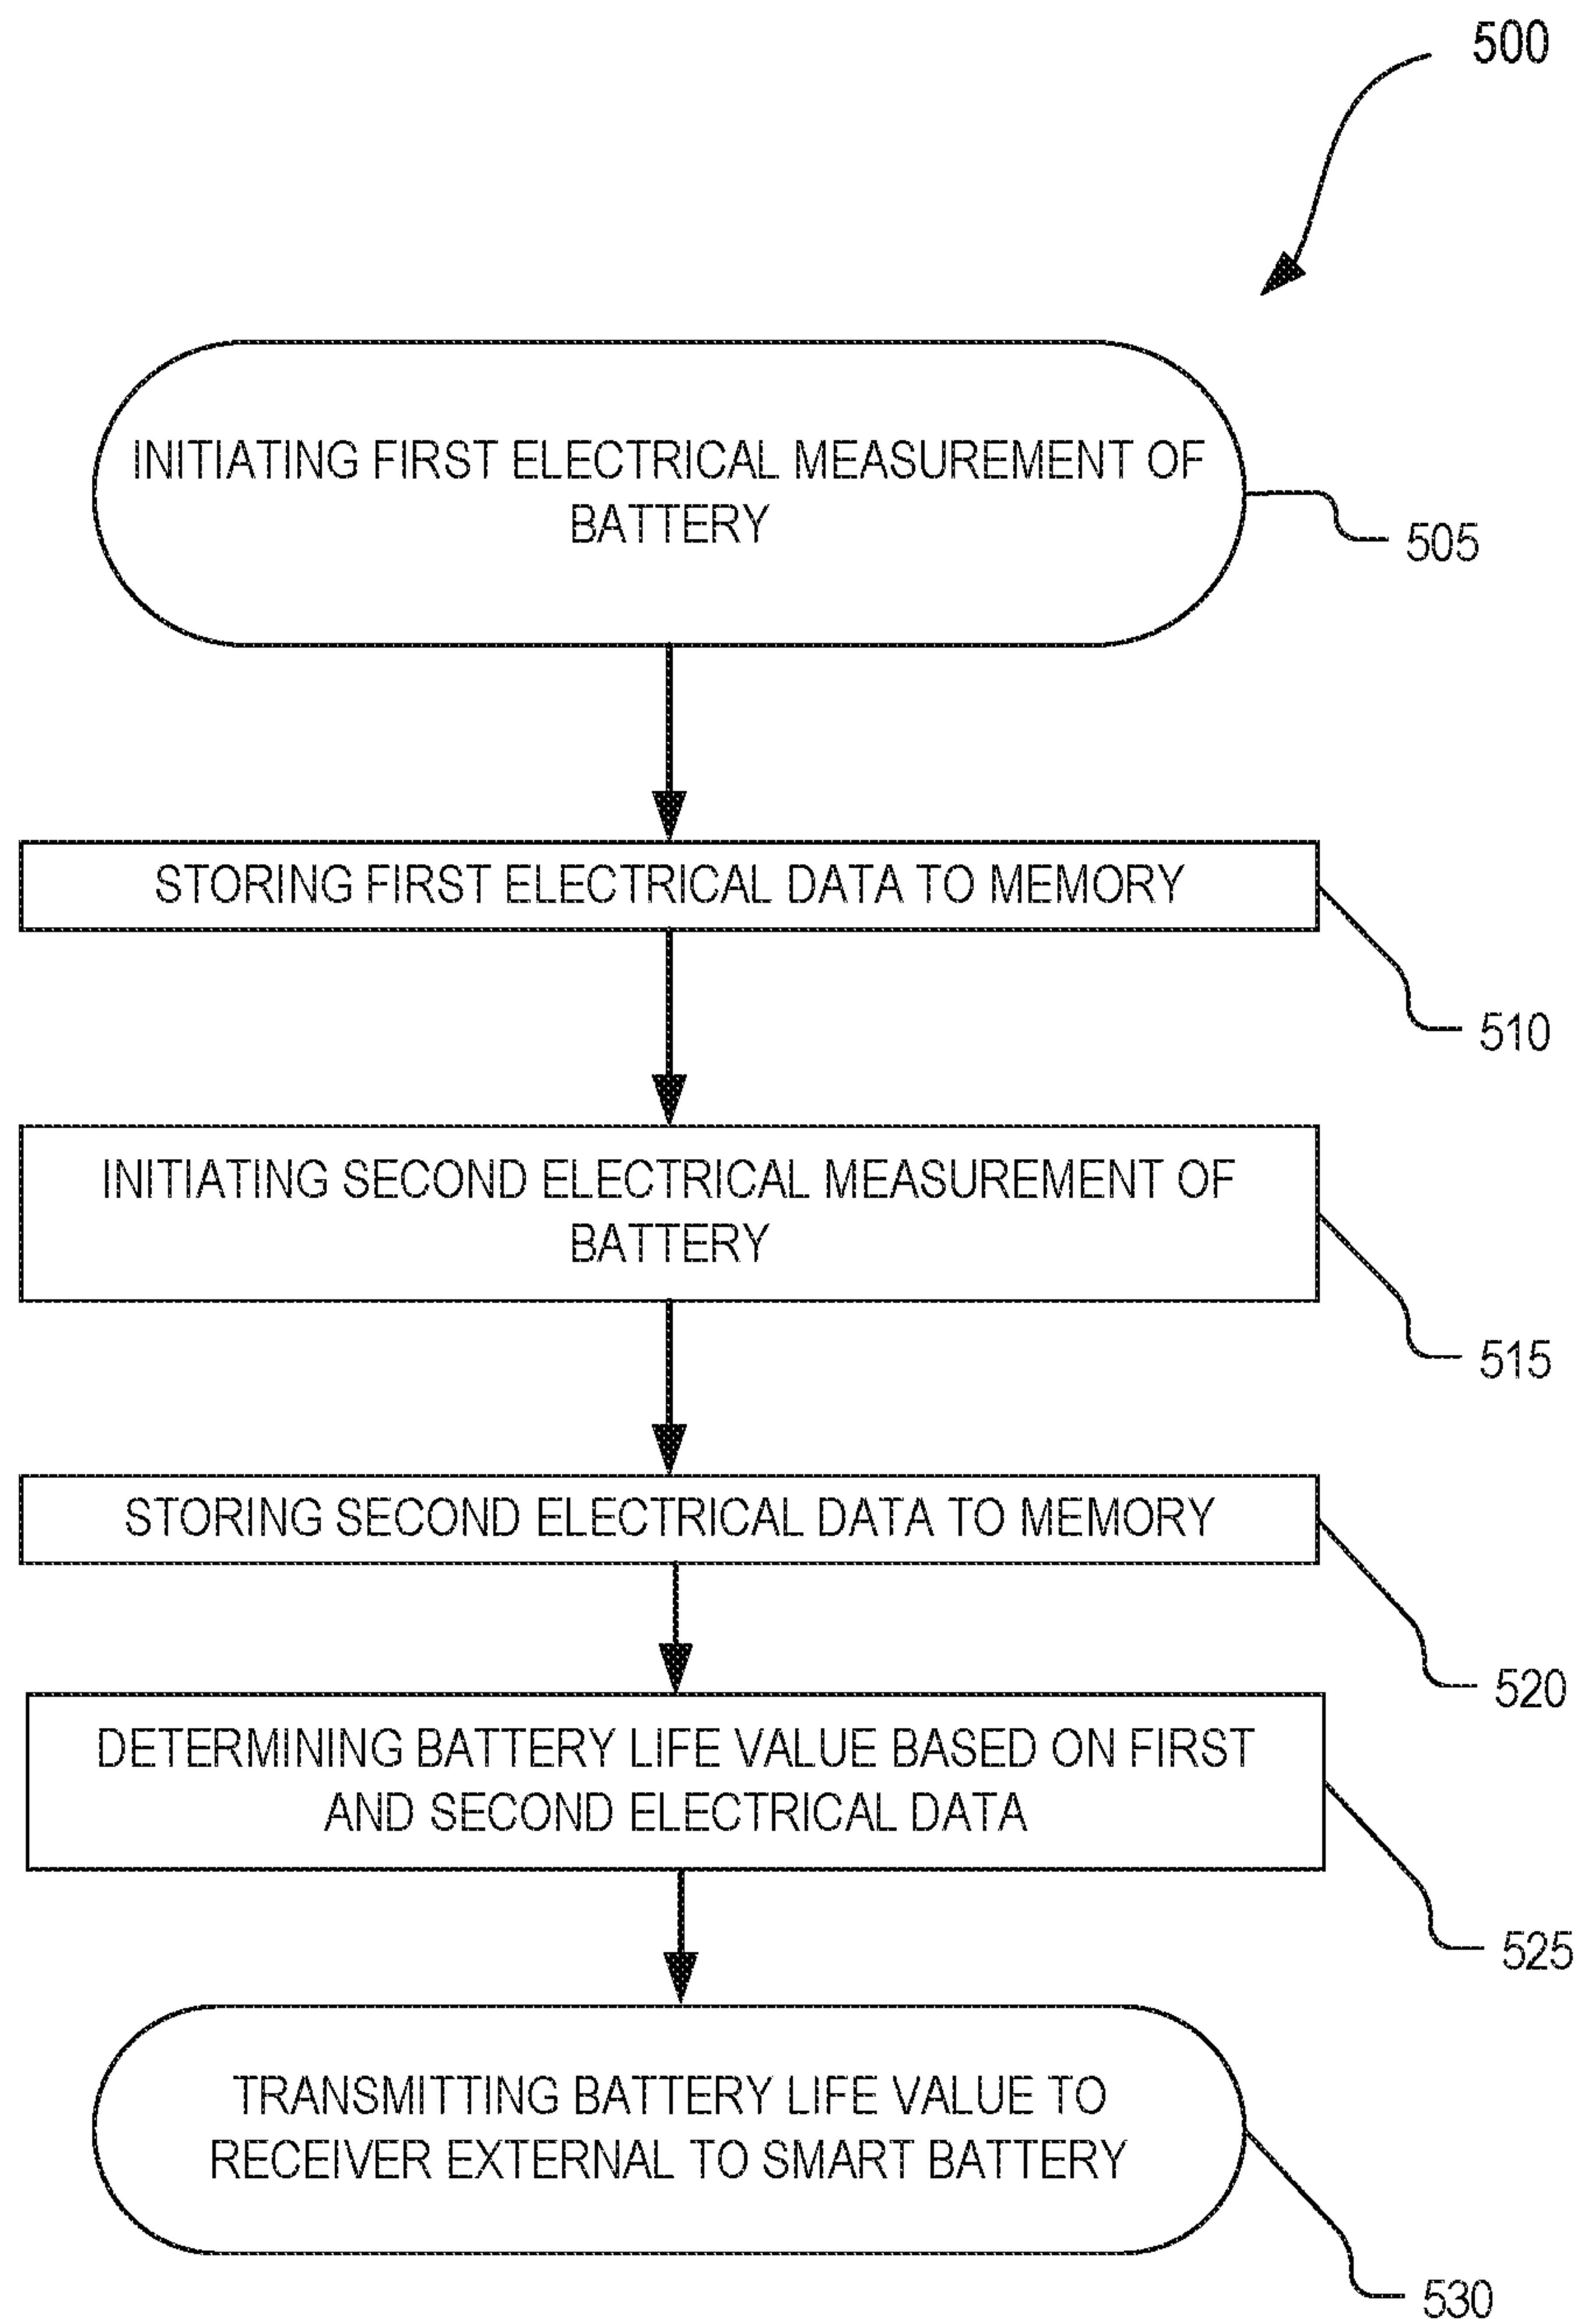 500
INITIATING FIRST ELECTRICAL MEASUREMENT OF
BATTERY
505
STORING FIRST ELECTRICAL DATA TO MEMORY
510
INITIATING SECOND ELECTRICAL MEASUREMENT OF
BATTERY
515
STORING SECOND ELECTRICAL DATA TO MEMORY
520
DETERMINING BATTERY LIFE VALUE BASED ON FIRST
AND SECOND ELECTRICAL DATA
525
TRANSMITTING BATTERY LIFE VALUE TO
RECEIVER EXTERNAL TO SMART BATTERY
530